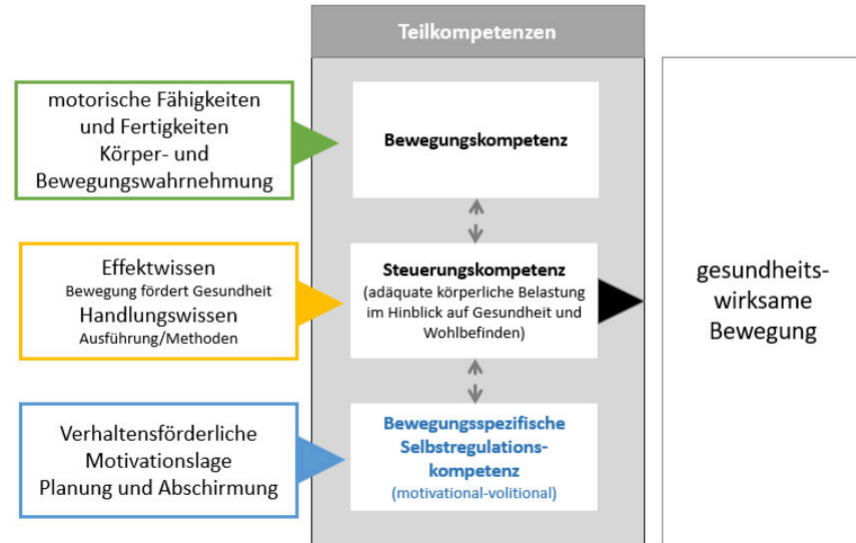 Teilkompetenzen
motorische Fähigkeiten
und Fertigkeiten
Körper- und
Bewegungswahrnehmung
Bewegungskompetenz
Effektwissen
Bewegung fördert Gesundheit
Handlungswissen
Ausführung/Methoden
Steuerungskompetenz
(adäquate körperliche Belastung
im Hinblick auf Gesundheit und
Wohlbefinden)
gesundheits-
wirksame
Bewegung
Verhaltensförderliche
Motivationslage
Planung und Abschirmung
Bewegungsspezifische
Selbstregulations-
kompetenz
(motivational-volitional)